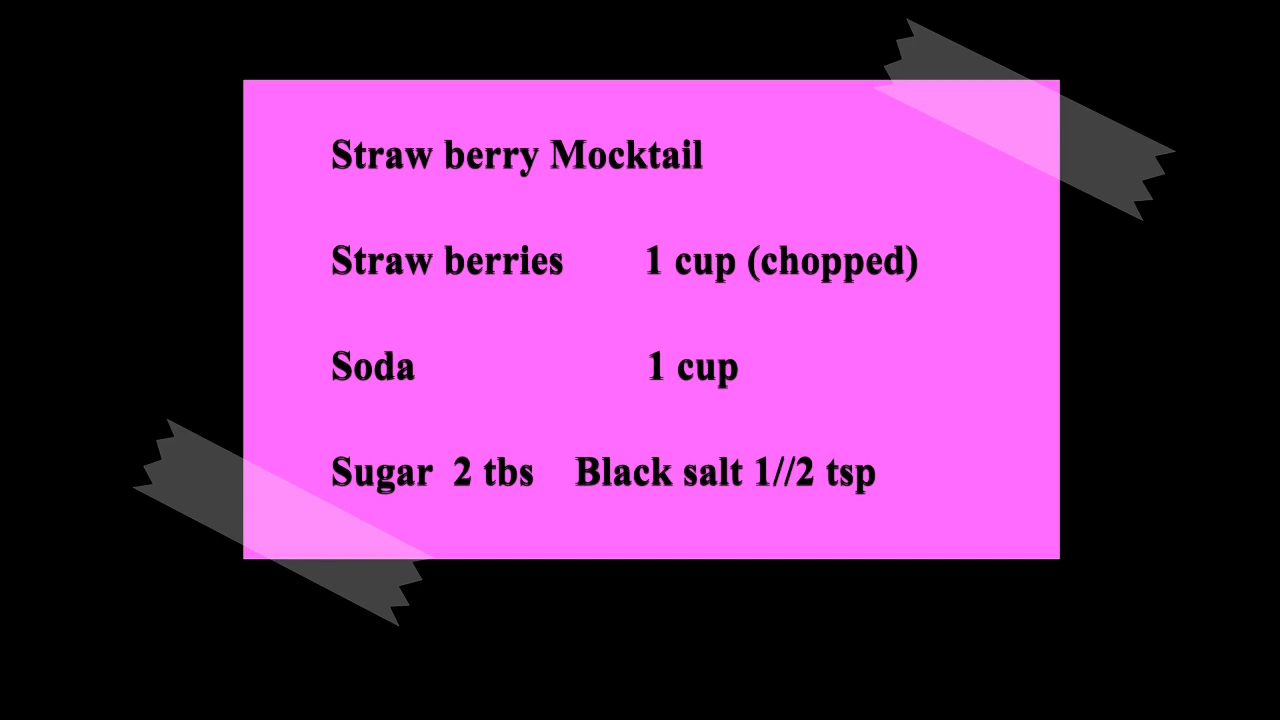 Straw berry Mocktail
Straw berries 1 cup (chopped)
Soda 1 cup
Sugar 2 tbs Black salt 1//2 tsp